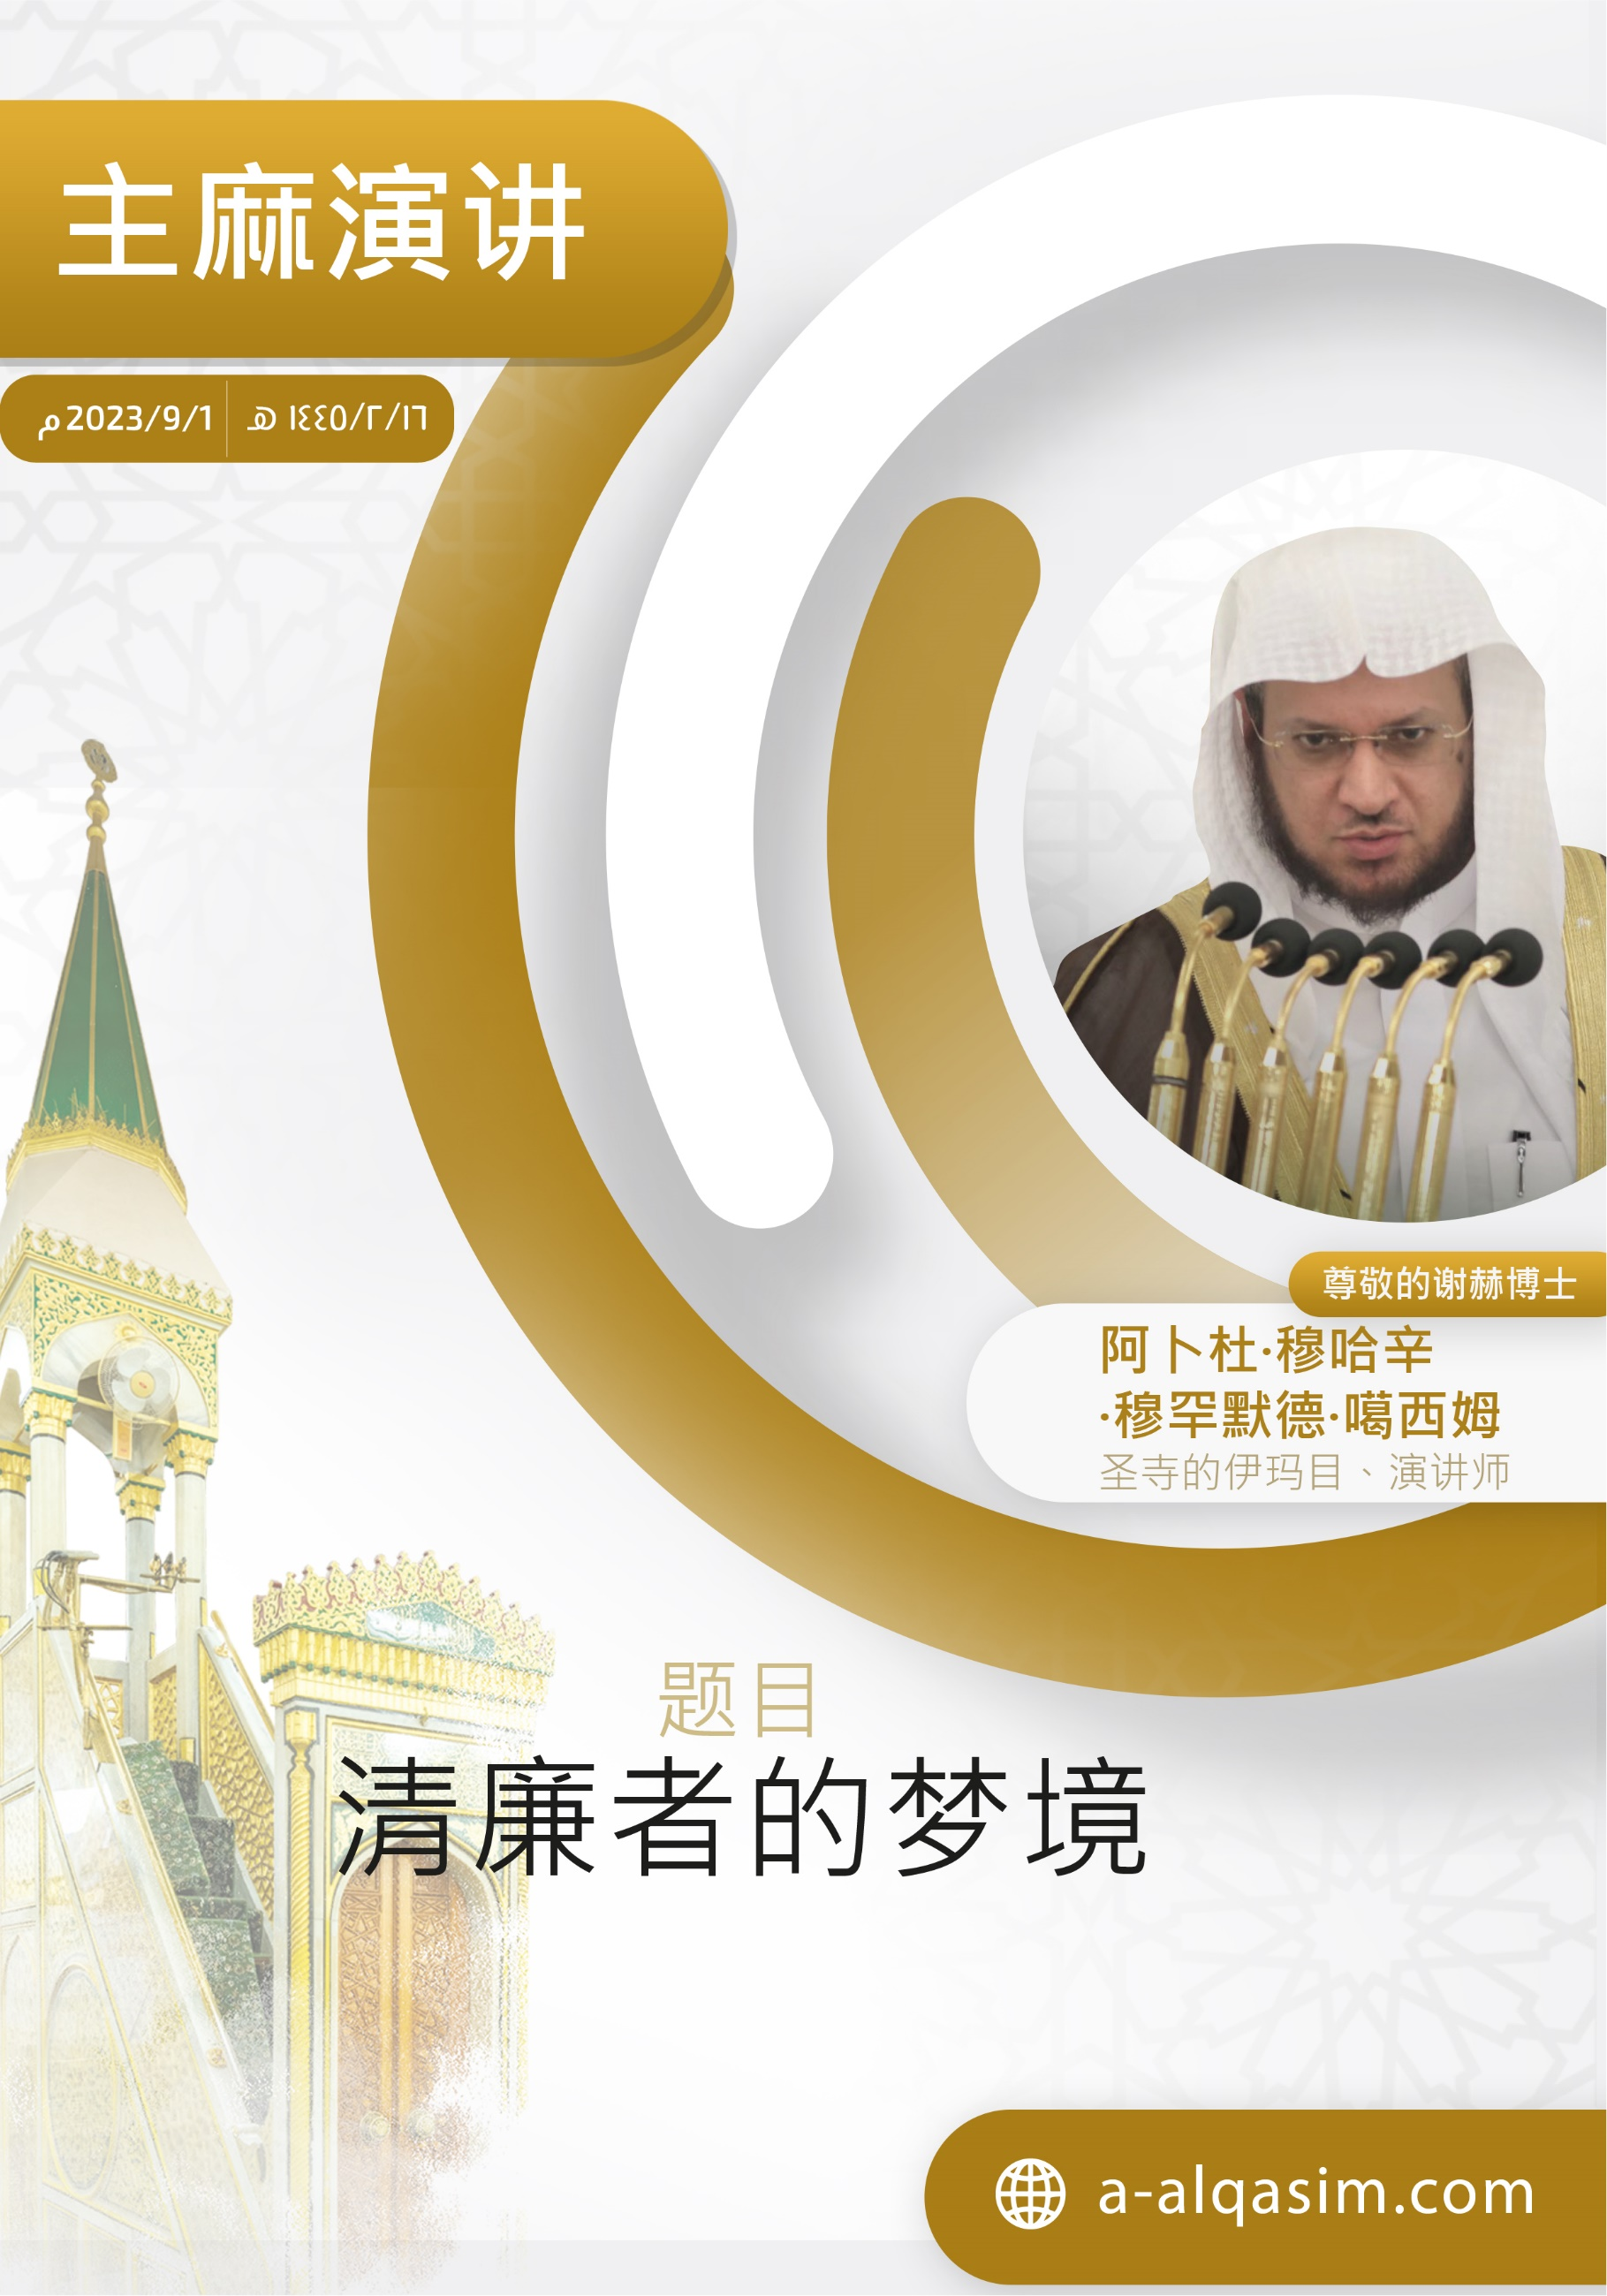 主麻演讲
2023/9/1 م ١٤٤٥/٢/١٦ هـ
尊敬的谢赫博士
阿卜杜·穆哈辛
·穆罕默德·噶西姆
圣寺的伊玛目、演讲师
题目
清廉者的梦境
a-alqasim.com